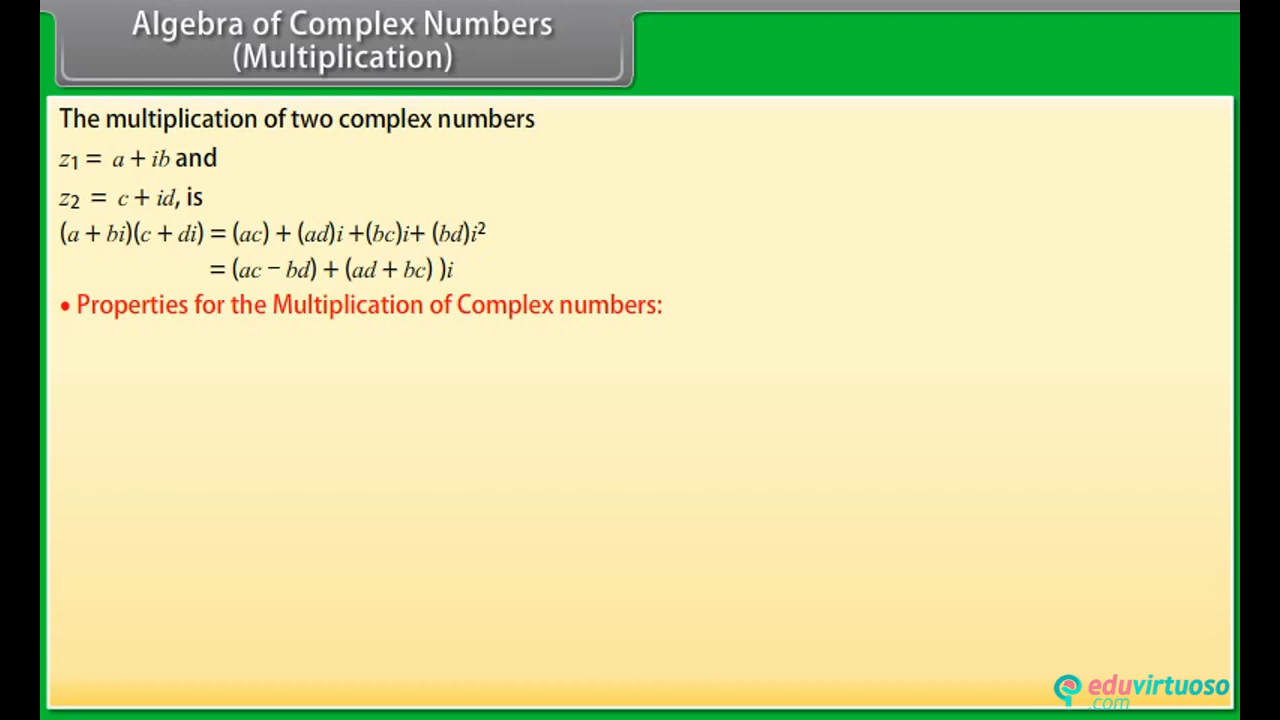 Algebra of Complex Numbers
(Multiplication)
The multiplication of two complex numbers
z1 = a + ib and
z2 = c + id, is
(a + bi)(c + di) = (ac) + (ad)i +(bc)i+ (bd)i²
= (ac − bd) + (ad + bc) )i
• Properties for the Multiplication of Complex numbers:
eduvirtuoso
.com